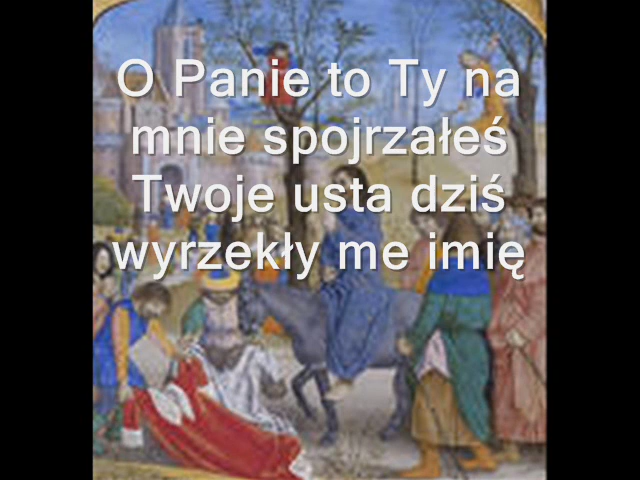 O Panie to Ty na
mnie spojrzałeś
Twoje usta dziś
wyrzekły me imię